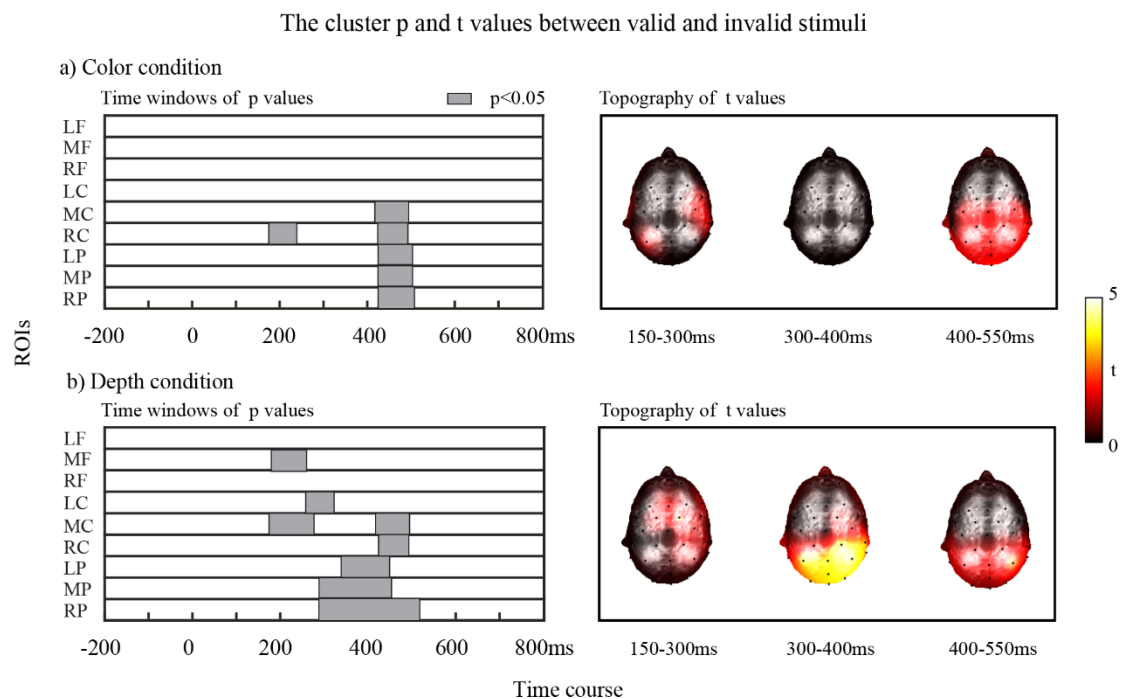 The cluster p and t values between valid and invalid stimuli
a) Color condition
Time windows of p values
p<0.05
Topography of t values
LF
MF
RF
LC
MC
RC
LP
MP
RP
-200 0 200 400 600 800ms
150-300ms 300-400ms 400-550ms
ROIs
5
t
0
b) Depth condition
Time windows of p values
Topography of t values
LF
MF
RF
LC
MC
RC
LP
MP
RP
-200 0 200 400 600 800ms
150-300ms 300-400ms 400-550ms
Time course